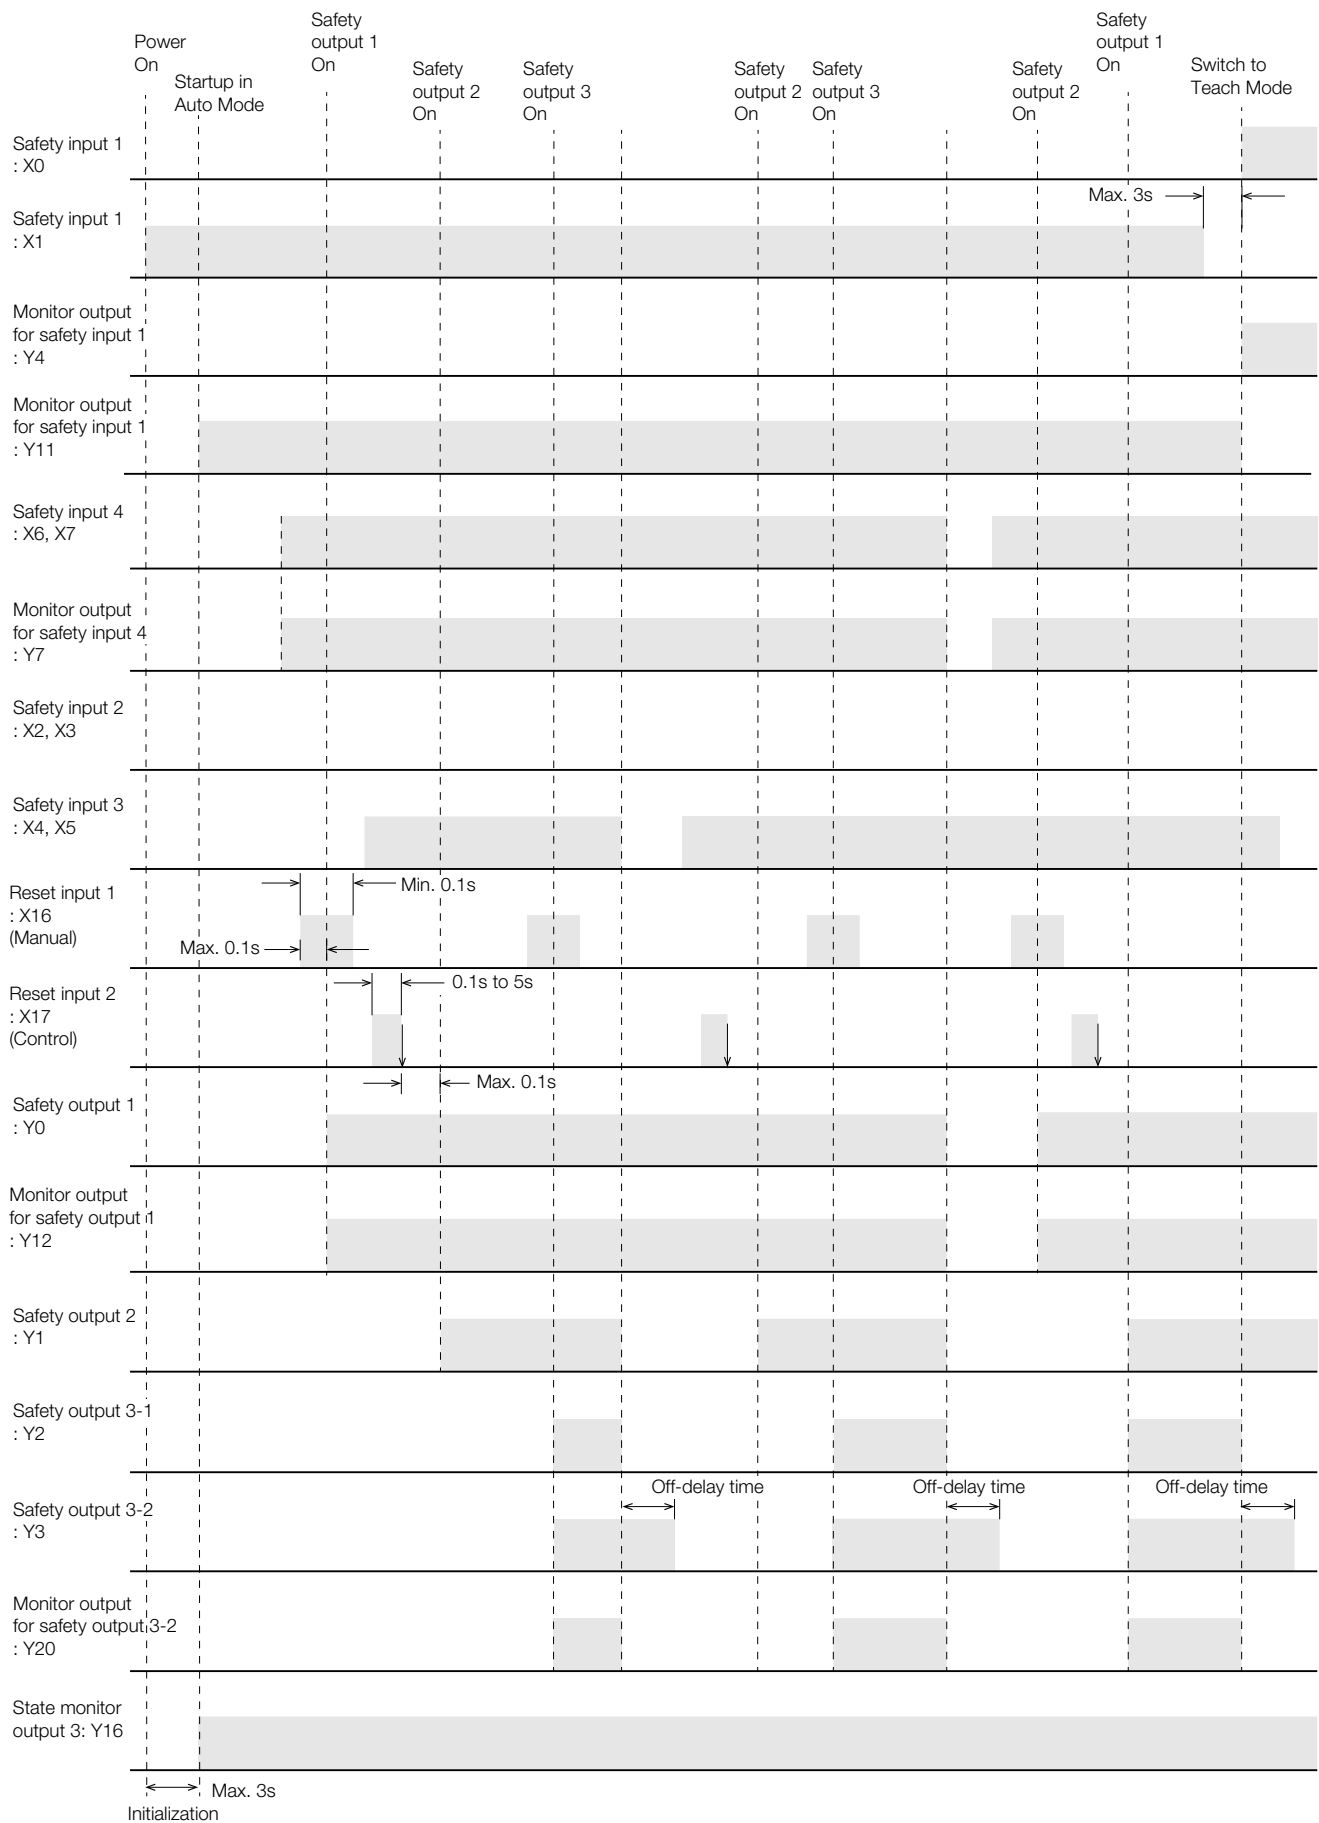 Power
On
Startup in
Auto Mode
Safety
output 1
On
Safety
output 2
On
Safety
output 3
On
Safety
output 2
On
Safety
output 3
On
Safety
output 2
On
Safety
output 1
On
Switch to
Teach Mode
Safety input 1
: X0
Max. 3s
Safety input 1
: X1
Monitor output
for safety input 1
: Y4
Monitor output
for safety input 1
: Y11
Safety input 4
: X6, X7
Monitor output
for safety input 4
: Y7
Safety input 2
: X2, X3
Safety input 3
: X4, X5
Reset input 1
: X16
(Manual)
Min. 0.1s
Max. 0.1s
Reset input 2
: X17
(Control)
0.1s to 5s
Max. 0.1s
Safety output 1
: Y0
Monitor output
for safety output 1
: Y12
Safety output 2
: Y1
Safety output 3-1
: Y2
Off-delay time
Off-delay time
Off-delay time
Safety output 3-2
: Y3
Monitor output
for safety output 3-2
: Y20
State monitor
output 3: Y16
Max. 3s
Initialization